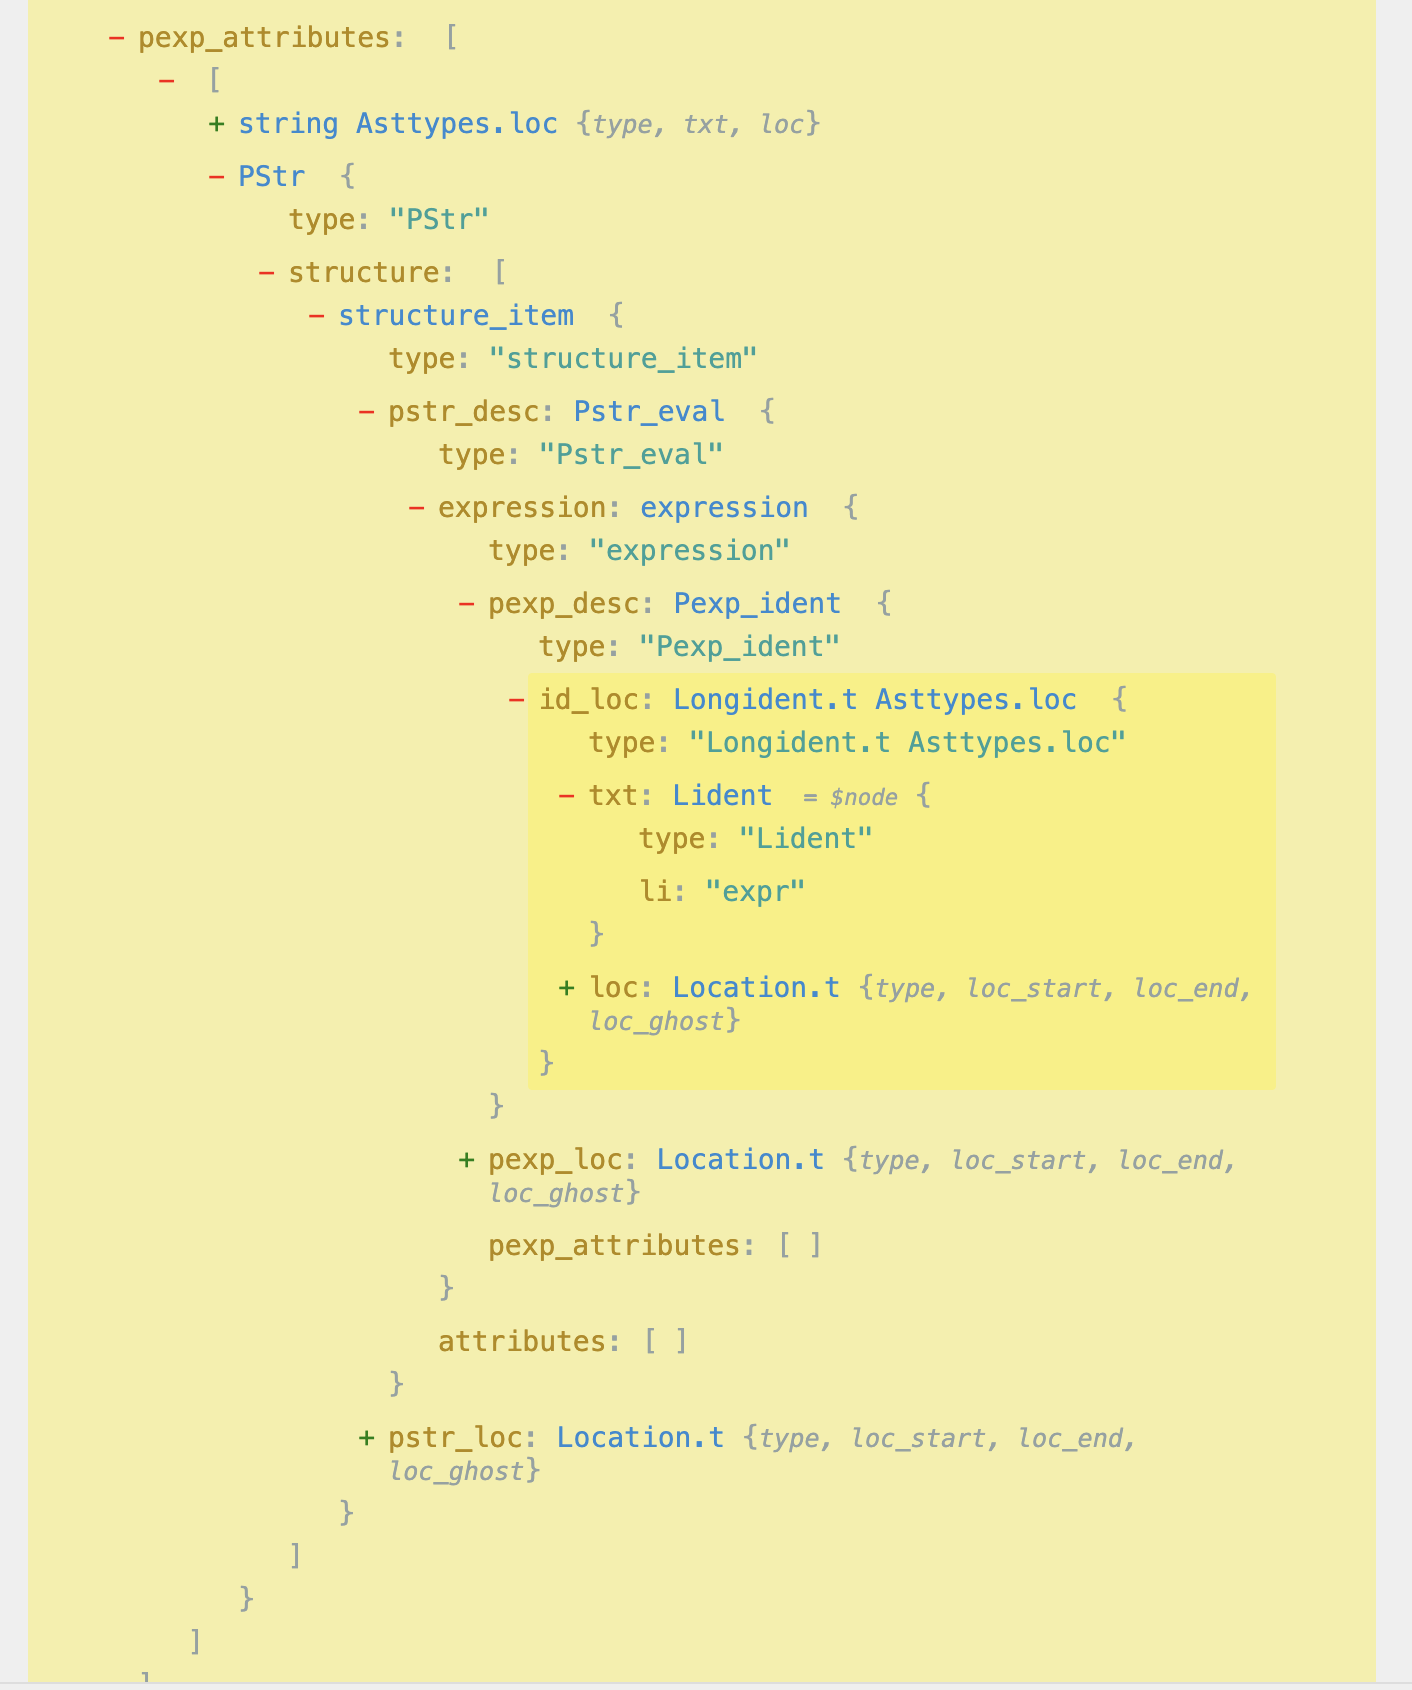 − pexp_attributes: [
− [
+ string Asttypes.loc {type, txt, loc}
− PStr {
type: "PStr"
− structure: [
− structure_item {
type: "structure_item"
− pstr_desc: Pstr_eval {
type: "Pstr_eval"
− expression: expression {
type: "expression"
− pexp_desc: Pexp_ident {
type: "Pexp_ident"
− id_loc: Longident.t Asttypes.loc {
type: "Longident.t Asttypes.loc"
− txt: Lident = $node {
type: "Lident"
li: "expr"
}
+ loc: Location.t {type, loc_start, loc_end,
loc_ghost}
}
}
+ pexp_loc: Location.t {type, loc_start, loc_end,
loc_ghost}
pexp_attributes: [ ]
}
attributes: [ ]
}
+ pstr_loc: Location.t {type, loc_start, loc_end,
loc_ghost}
}
]
}
]
]